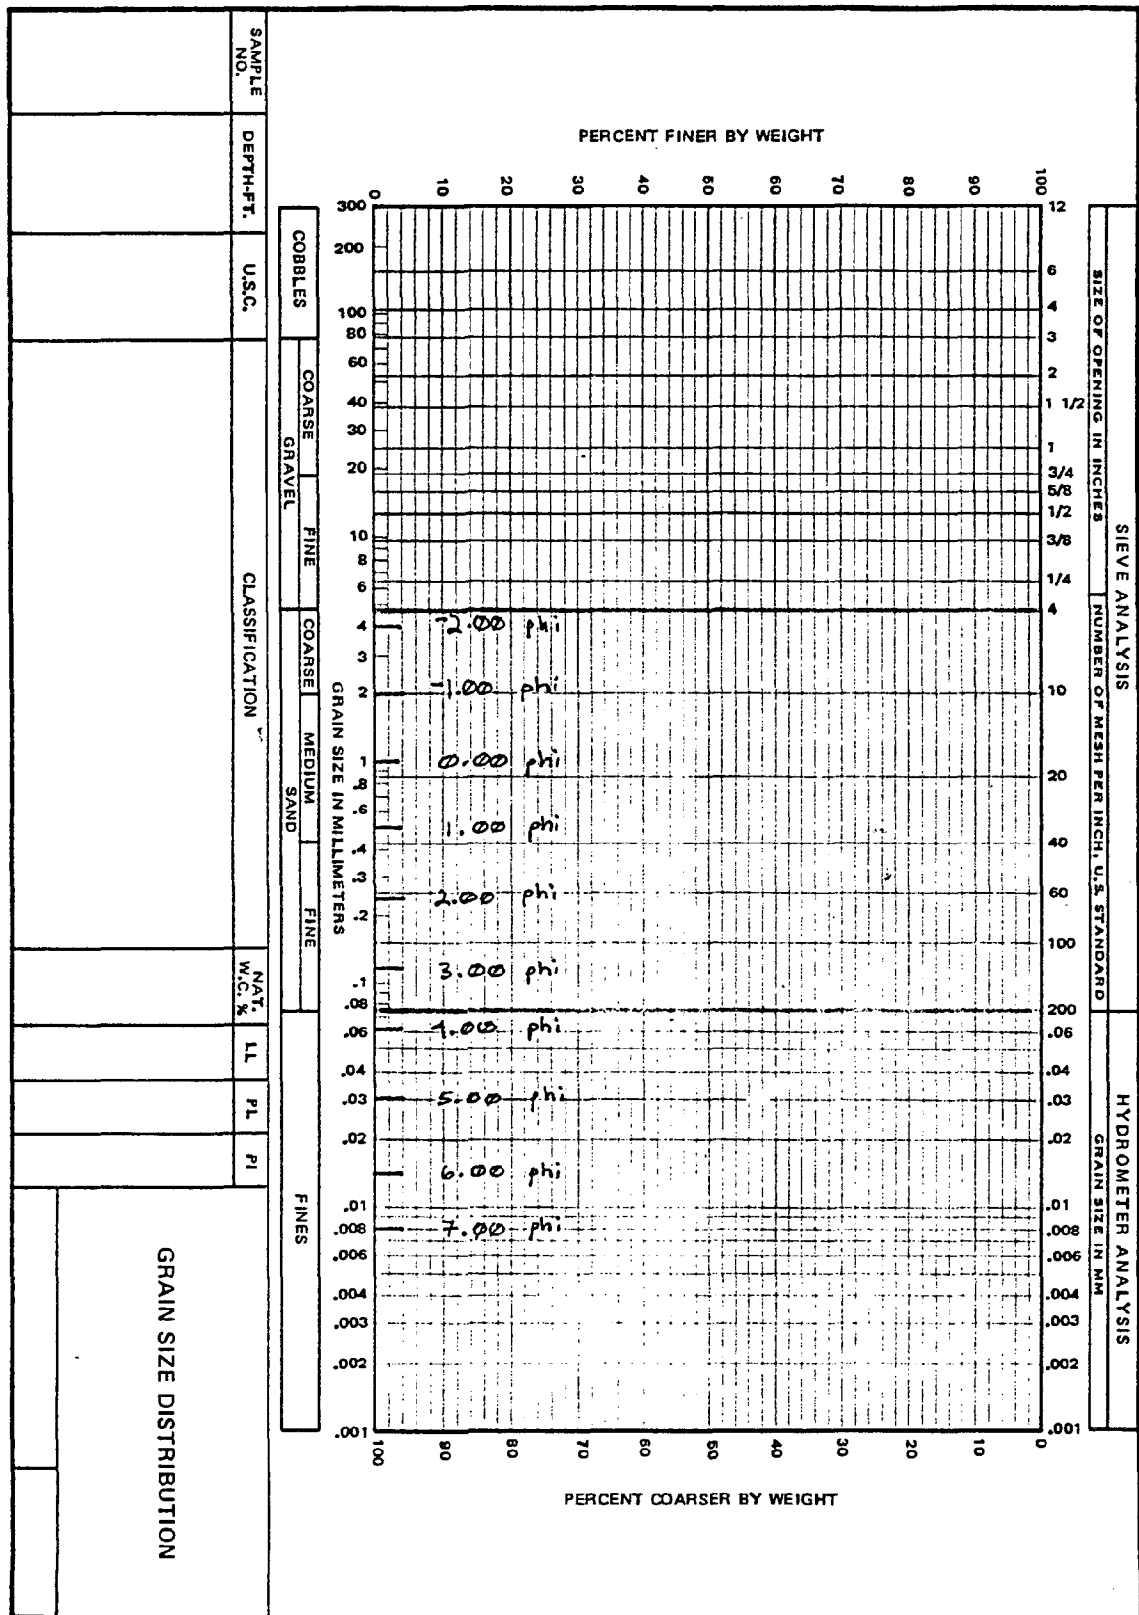 SAMPLE NO.
DEPTH-FT.
U.S.C.
CLASSIFICATION
NAT. W.C. %
LL
PL
PI
GRAIN SIZE DISTRIBUTION
PERCENT FINER BY WEIGHT
0 10 20 30 40 50 60 70 80 90 100
SIEVE ANALYSIS
HYDROMETER ANALYSIS
SIZE OF OPENING IN INCHES
NUMBER OF MESH PER INCH, U.S. STANDARD
GRAIN SIZE IN MM
12
6
4
3
2
1 1/2
1
3/4
5/8
1/2
3/8
1/4
4
10
20
40
60
100
200
.06
.04
.03
.02
.01
.008
.006
.004
.003
.002
.001
COBBLES
GRAVEL
COARSE
FINE
SAND
COARSE
MEDIUM
FINE
FINES
GRAIN SIZE IN MILLIMETERS
300
200
100
80
60
40
30
20
10
8
6
4
3
2
1
.8
.6
.4
.3
.2
.1
.08
.06
.04
.03
.02
.01
.008
.006
.004
.003
.002
.001
-2.00 phi
-1.00 phi
0.00 phi
1.00 phi
2.00 phi
3.00 phi
4.00 phi
5.00 phi
6.00 phi
7.00 phi
100 90 80 70 60 50 40 30 20 10 0
PERCENT COARSER BY WEIGHT